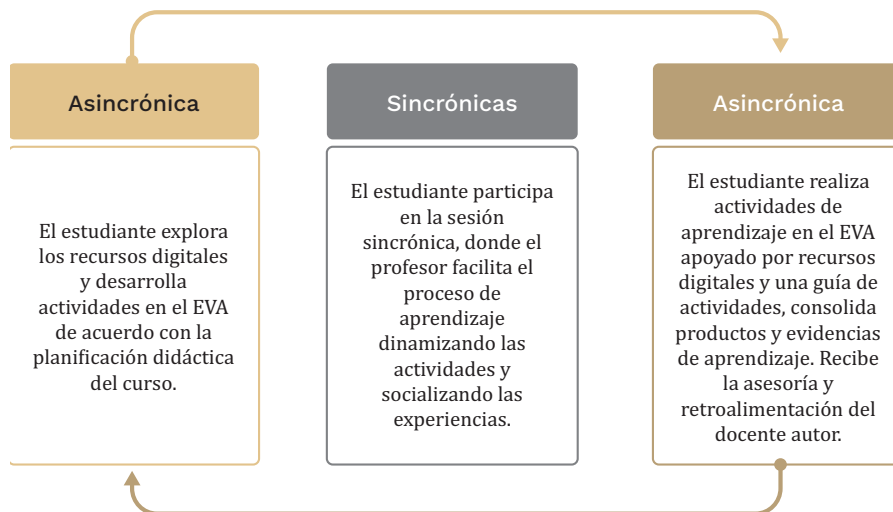 Asincrónica
El estudiante explora
los recursos digitales
y desarrolla
actividades en el EVA
de acuerdo con la
planificación didáctica
del curso.
Sincrónicas
El estudiante participa
en la sesión
sincrónica, donde el
profesor facilita el
proceso de
aprendizaje
dinamizando las
actividades y
socializando las
experiencias.
Asincrónica
El estudiante realiza
actividades de
aprendizaje en el EVA
apoyado por recursos
digitales y una guía de
actividades, consolida
productos y evidencias
de aprendizaje. Recibe
la asesoría y
retroalimentación del
docente autor.